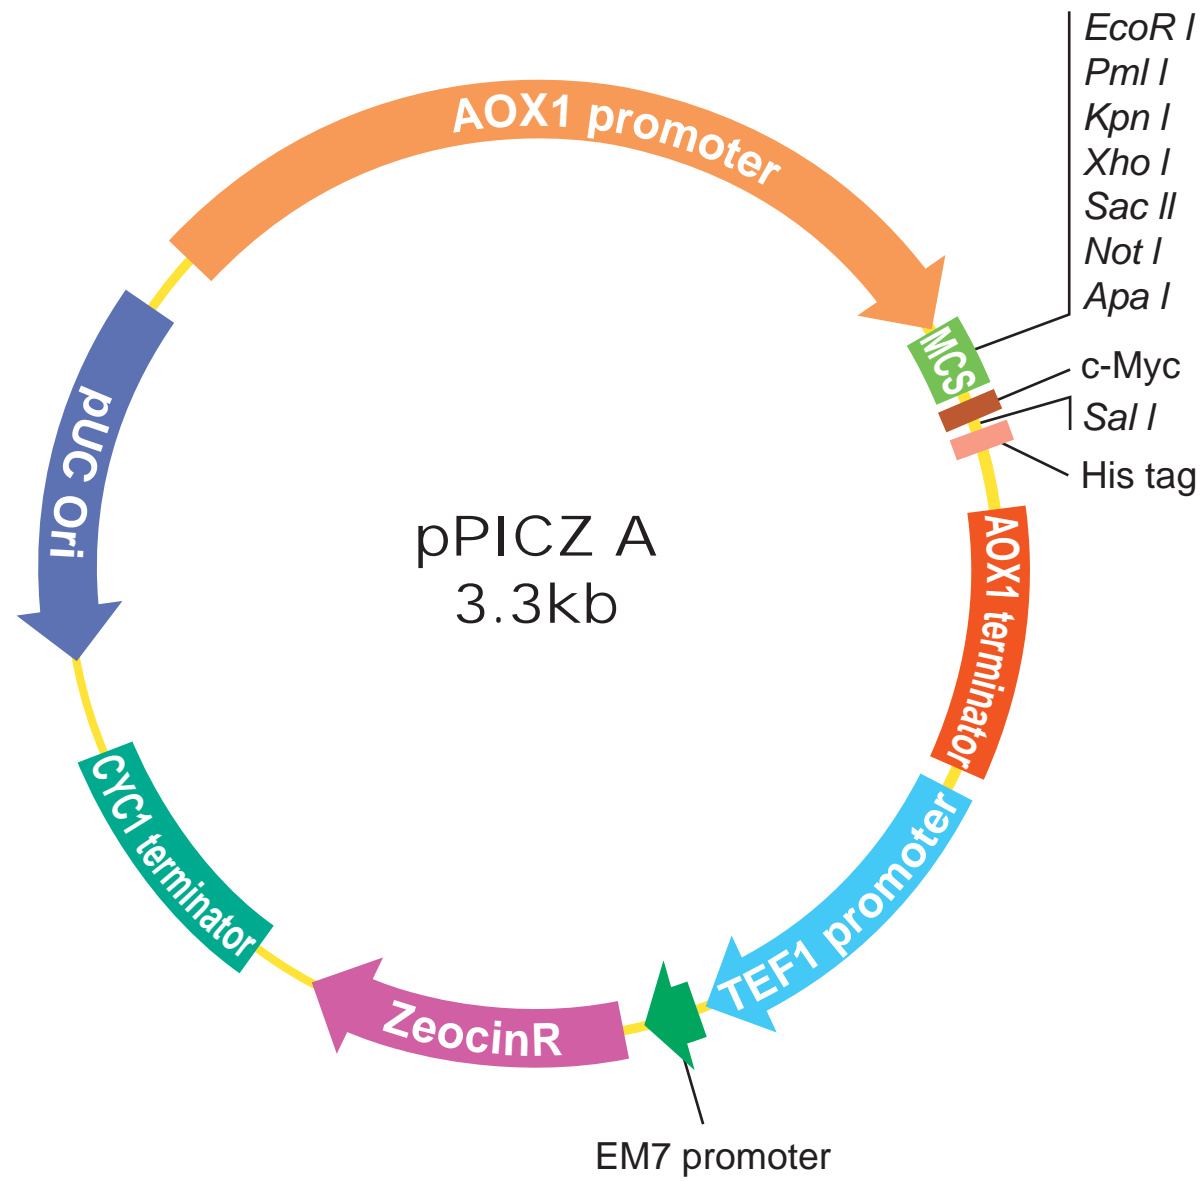 EcoR I
Pml I
Kpn I
Xho I
Sac II
Not I
Apa I
AOX1 promoter
MCS
c-Myc
Sal I
His tag
pUC Ori
pPICZ A
3.3kb
AOX1 terminator
CYC1 terminator
TEF1 promoter
ZeocinR
EM7 promoter